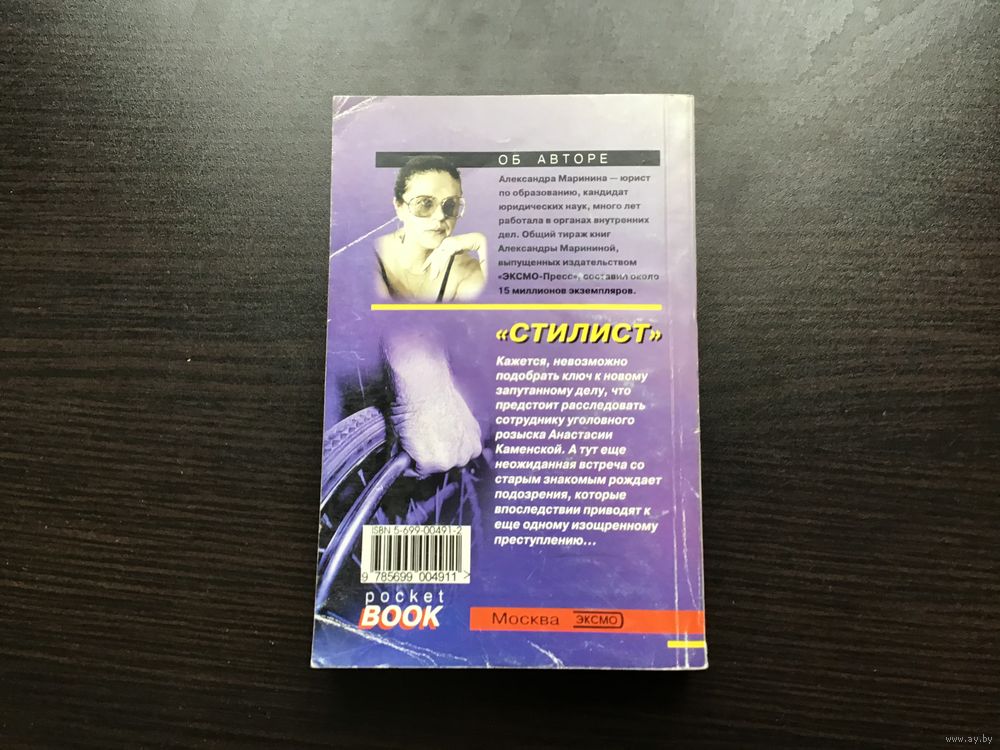 ОБ АВТОРЕ
Александра Маринина — юрист
по образованию, кандидат
юридических наук, много лет
работала в органах внутренних
дел. Общий тираж книг
Александры Марининой,
выпущенных издательством
«ЭКСМО-Пресс», составил около
15 миллионов экземпляров.
«СТИЛИСТ»
Кажется, невозможно
подобрать ключ к новому
запутанному делу, что
предстоит расследовать
сотруднику уголовного
розыска Анастасии
Каменской. А тут еще
неожиданная встреча со
старым знакомым рождает
подозрения, которые
впоследствии приводят к
еще одному изощренному
преступлению...
ISBN 5-699-00491-2
9 785699 004911 >
pocket
BOOK
Москва ЭКСМО
www.ay.by